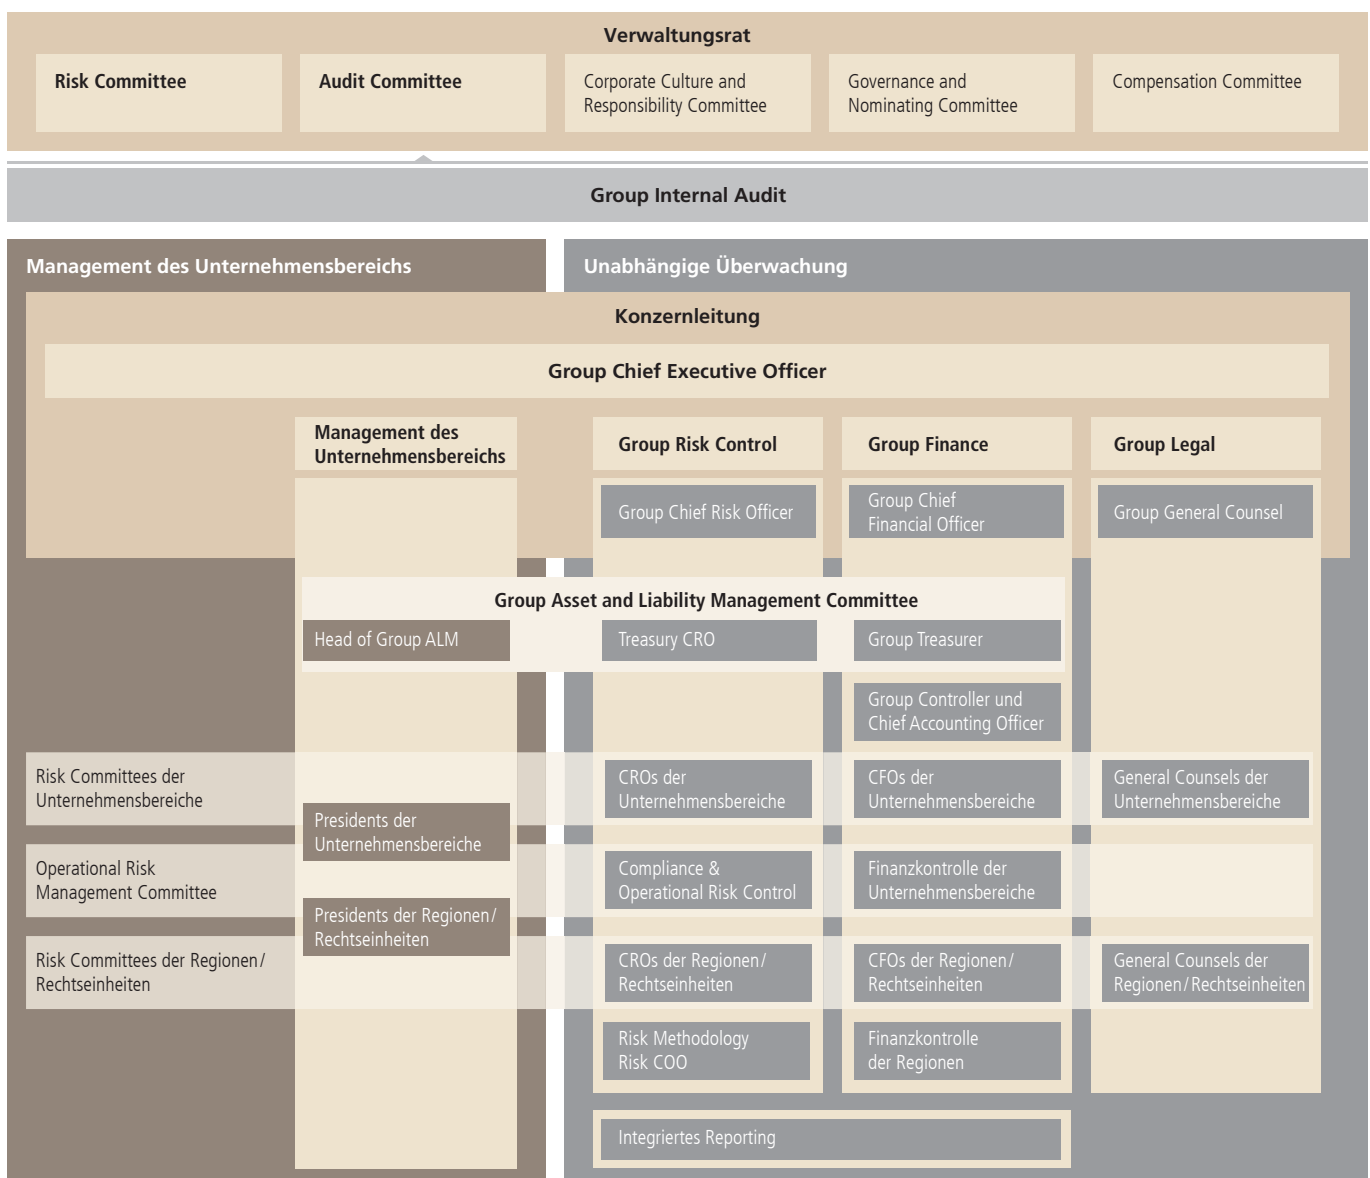 Verwaltungsrat
Risk Committee
Audit Committee
Corporate Culture and
Responsibility Committee
Governance and
Nominating Committee
Compensation Committee
Group Internal Audit
Management des Unternehmensbereichs
Unabhängige Überwachung
Konzernleitung
Group Chief Executive Officer
Management des
Unternehmensbereichs
Group Risk Control
Group Finance
Group Legal
Group Chief Risk Officer
Group Chief
Financial Officer
Group General Counsel
Group Asset and Liability Management Committee
Head of Group ALM
Treasury CRO
Group Treasurer
Group Controller und
Chief Accounting Officer
Risk Committees der
Unternehmensbereiche
Presidents der
Unternehmensbereiche
CROs der
Unternehmensbereiche
CFOs der
Unternehmensbereiche
General Counsels der
Unternehmensbereiche
Operational Risk
Management Committee
Compliance &
Operational Risk Control
Finanzkontrolle der
Unternehmensbereiche
Presidents der Regionen/
Rechtseinheiten
Risk Committees der Regionen/
Rechtseinheiten
CROs der Regionen/
Rechtseinheiten
CFOs der Regionen/
Rechtseinheiten
General Counsels der
Regionen/Rechtseinheiten
Risk Methodology
Risk COO
Finanzkontrolle
der Regionen
Integriertes Reporting